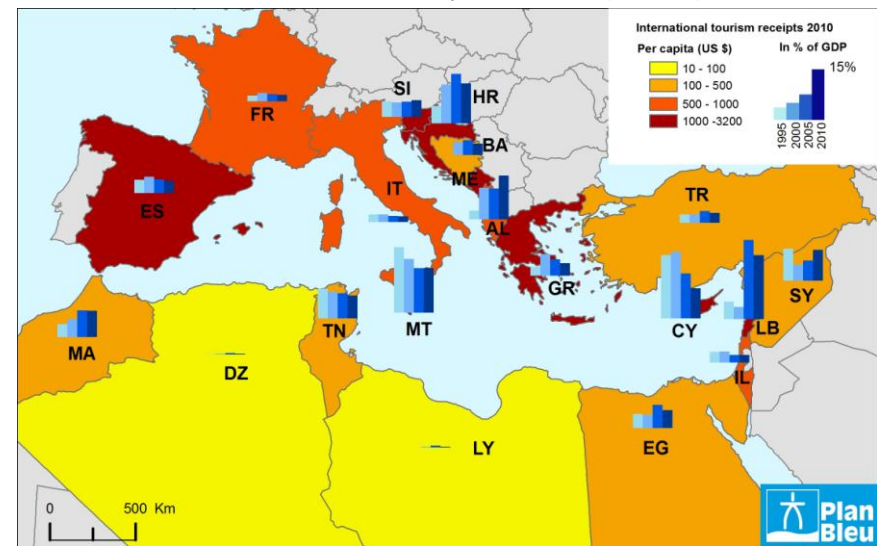 International tourism receipts 2010
Per capita (US $)
In % of GDP
10 - 100
100 - 500
500 - 1000
1000 -3200
15%
1995
2000
2005
2010
SI
HR
FR
BA
ME
IT
TR
ES
AL
GR
SY
MA
TN
MT
CY
LB
DZ
IL
LY
EG
0 500 Km
Plan
Bleu